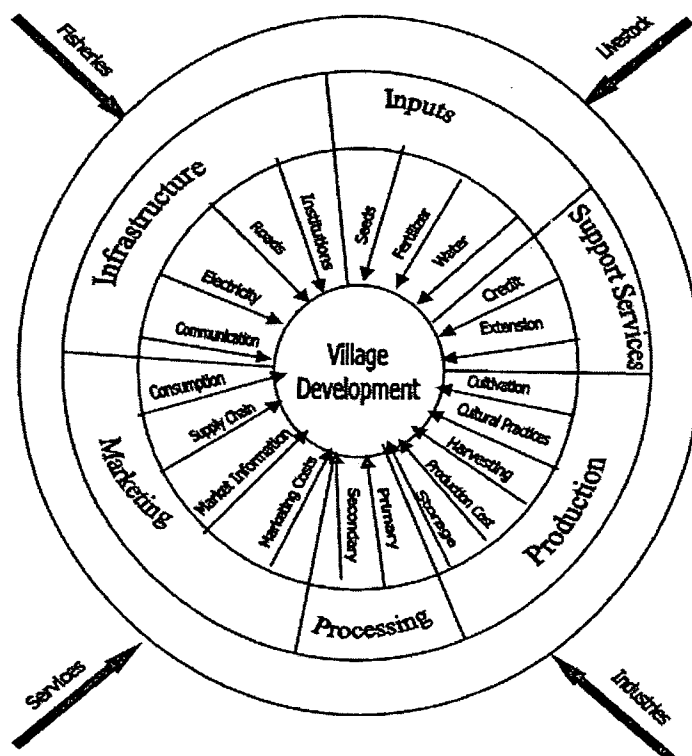 Fisheries
Livestock
Inputs
Infrastructure
Support Services
Institutions
Seeds
Fertilizer
Roads
Water
Electricity
Credit
Communication
Extension
Village
Development
Consumption
Cultivation
Supply Chain
Cultural Practices
Market Information
Harvesting
Marketing Costs
Production Cost
Secondary
Primary
Storage
Marketing
Production
Processing
Services
Industries